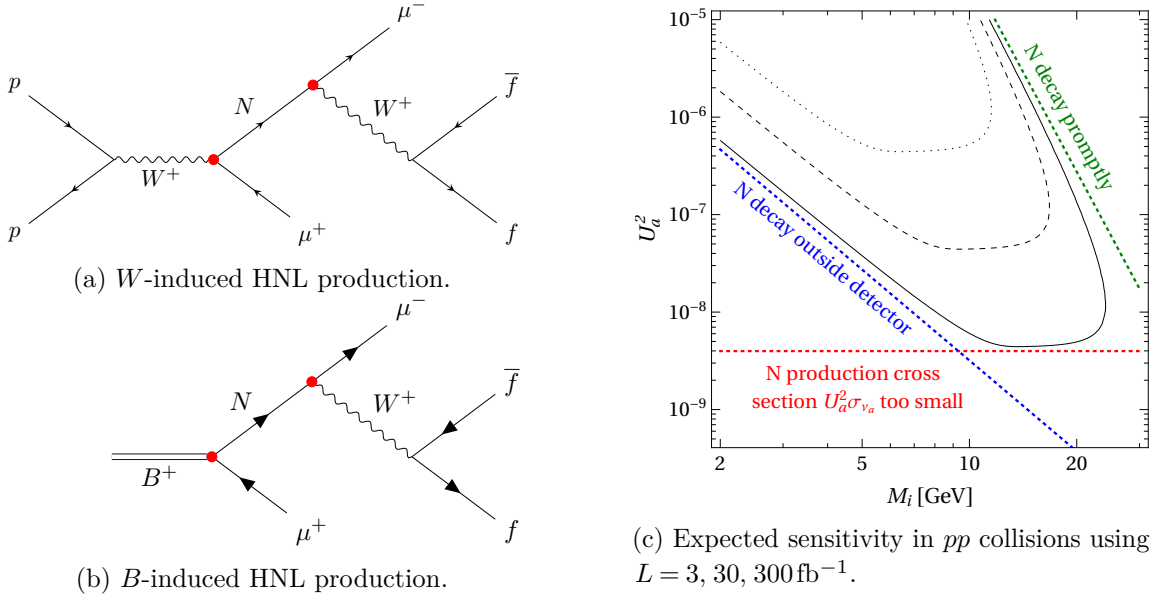 μ⁻
p
N
W⁺
f̅
W⁺
p
μ⁺
f
(a) W-induced HNL production.
μ⁻
N
W⁺
f̅
B⁺
μ⁺
f
(b) B-induced HNL production.
10⁻⁵
10⁻⁶
10⁻⁷
10⁻⁸
10⁻⁹
U²ₐ
N decay promptly
N decay outside detector
N production cross
section U²ₐσ_νₐ too small
2 5 10 20
Mᵢ [GeV]
(c) Expected sensitivity in pp collisions using
L = 3, 30, 300 fb⁻¹.